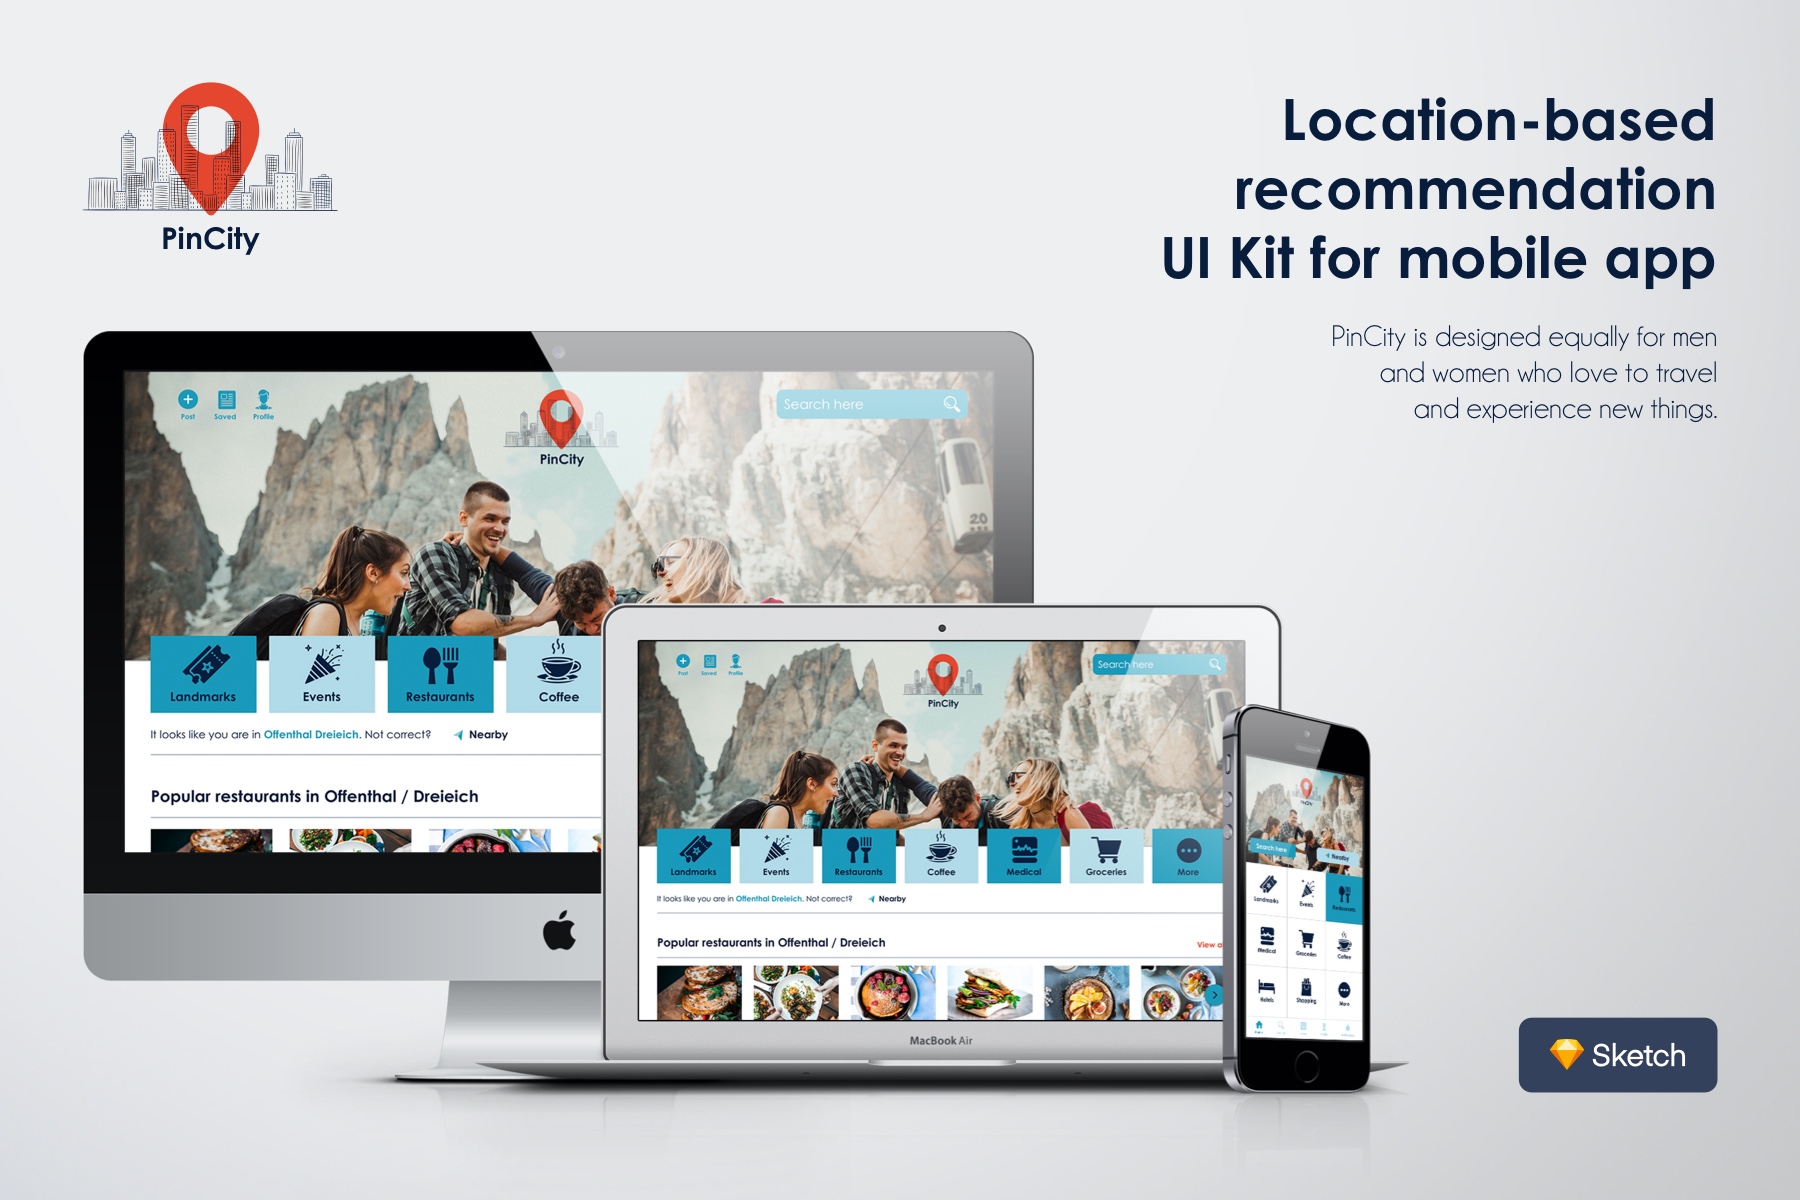 PinCity
Location-based
recommendation
UI Kit for mobile app
PinCity is designed equally for men
and women who love to travel
and experience new things.
Post
Saved
Profile
PinCity
Search here
20
Landmarks
Events
Restaurants
Coffee
It looks like you are in Offenthal Dreieich. Not correct?
Nearby
Popular restaurants in Offenthal / Dreieich
Post
Saved
Profile
PinCity
Search here
Landmarks
Events
Restaurants
Coffee
Medical
Groceries
More
It looks like you are in Offenthal Dreieich. Not correct?
Nearby
Popular restaurants in Offenthal / Dreieich
View a
MacBook Air
PinCity
Search here
Nearby
Landmarks
Events
Restaurants
Medical
Groceries
Coffee
Hotels
Shopping
More
Sketch